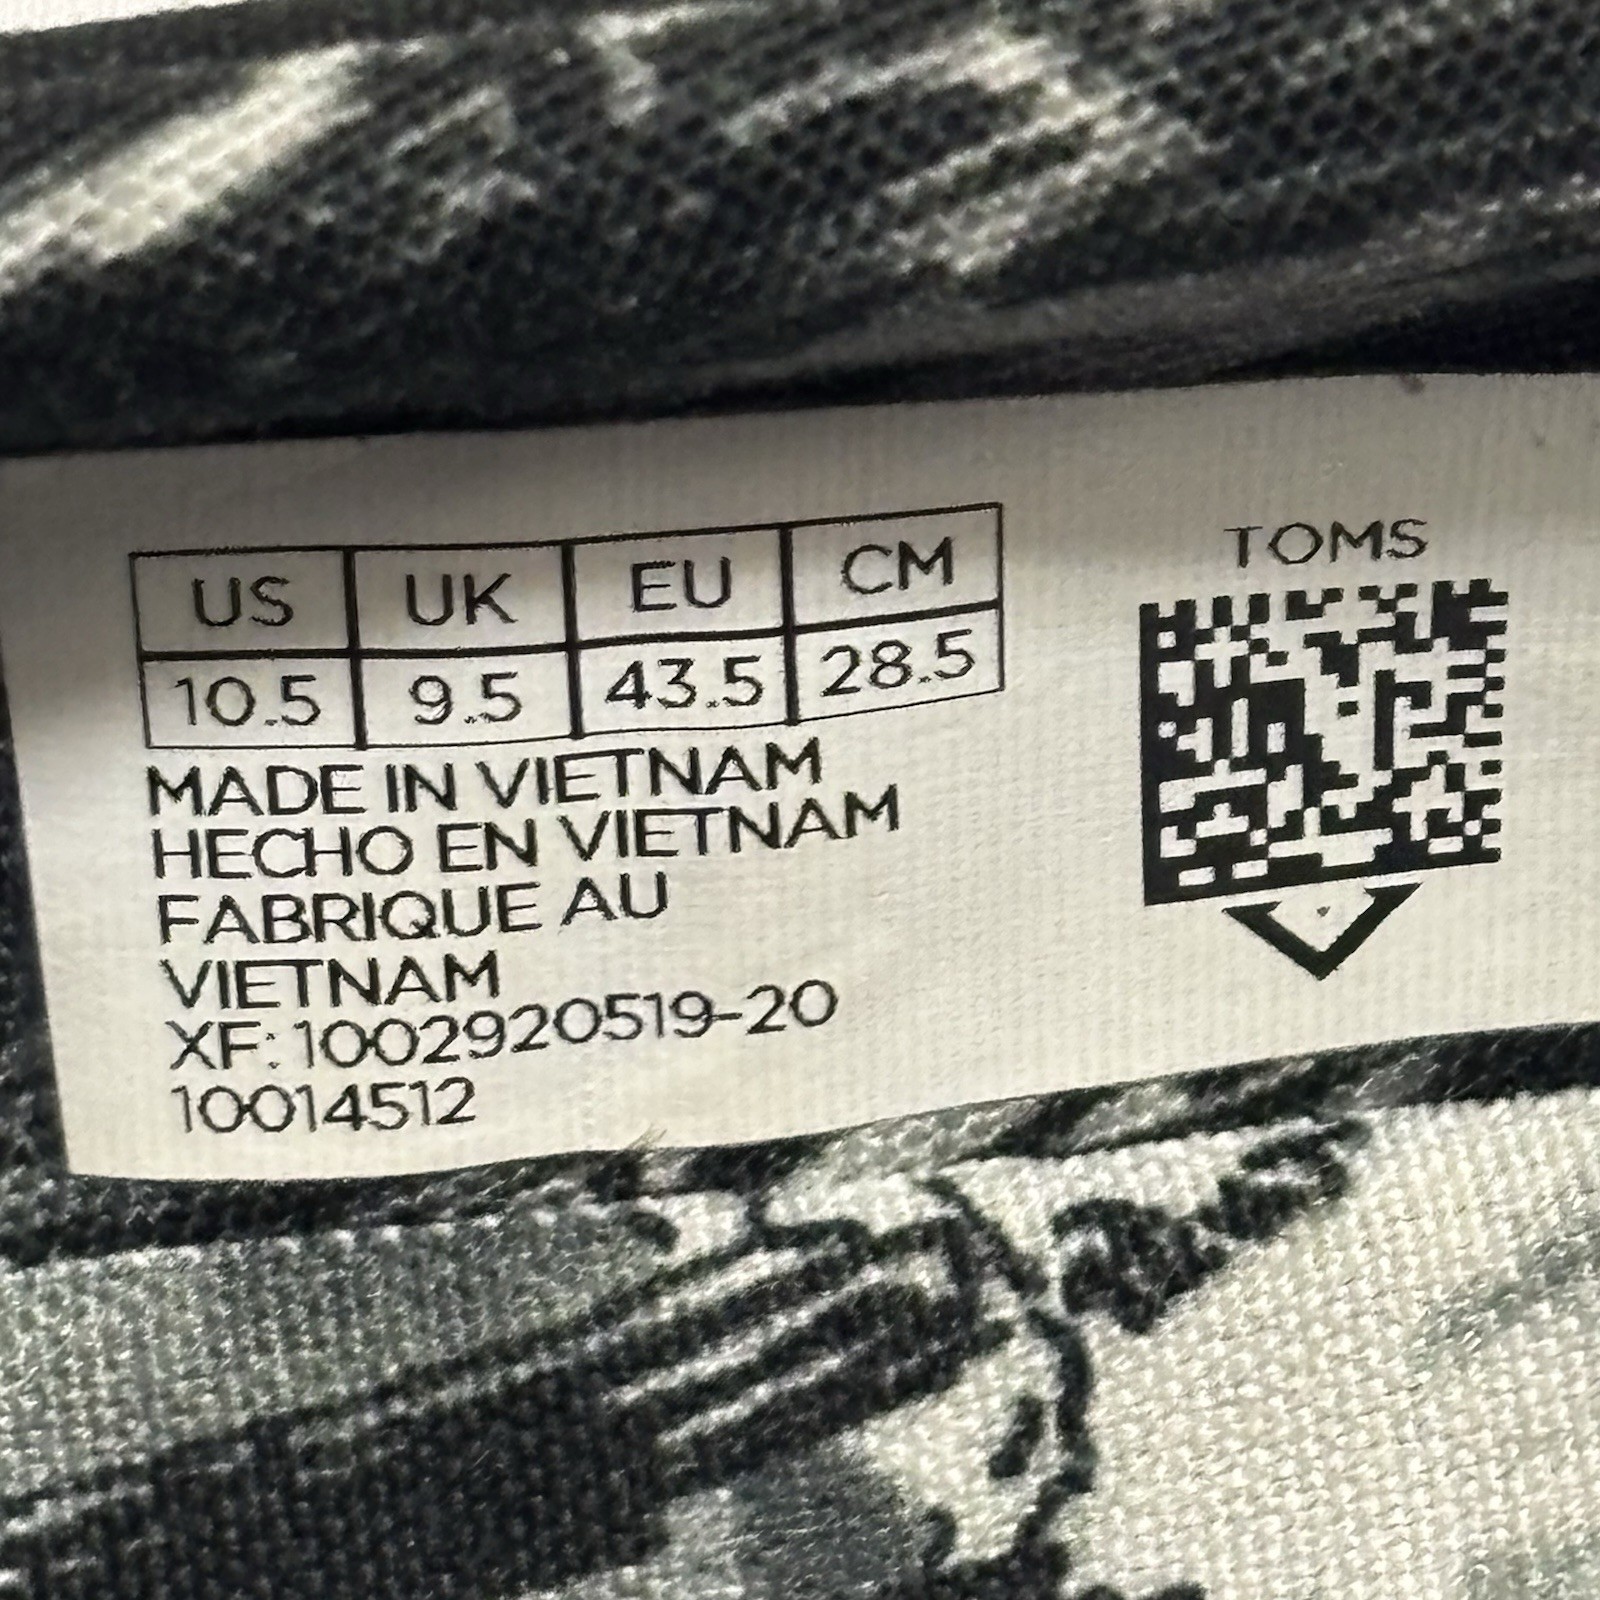 US UK EU CM
10.5 9.5 43.5 28.5
MADE IN VIETNAM
HECHO EN VIETNAM
FABRIQUE AU
VIETNAM
XF: 1002920519-20
10014512
TOMS